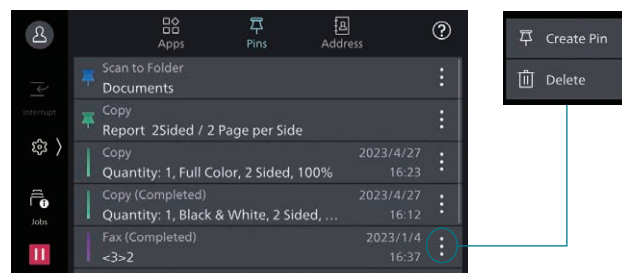 Apps
Pins
Address
?
Scan to Folder
Documents
Interrupt
Copy
Report 2Sided / 2 Page per Side
Copy
2023/4/27
Quantity: 1, Full Color, 2 Sided, 100%
16:23
Copy (Completed)
2023/4/27
Quantity: 1, Black & White, 2 Sided, ...
16:12
Jobs
Fax (Completed)
2023/1/4
<3>2
16:37
Create Pin
Delete